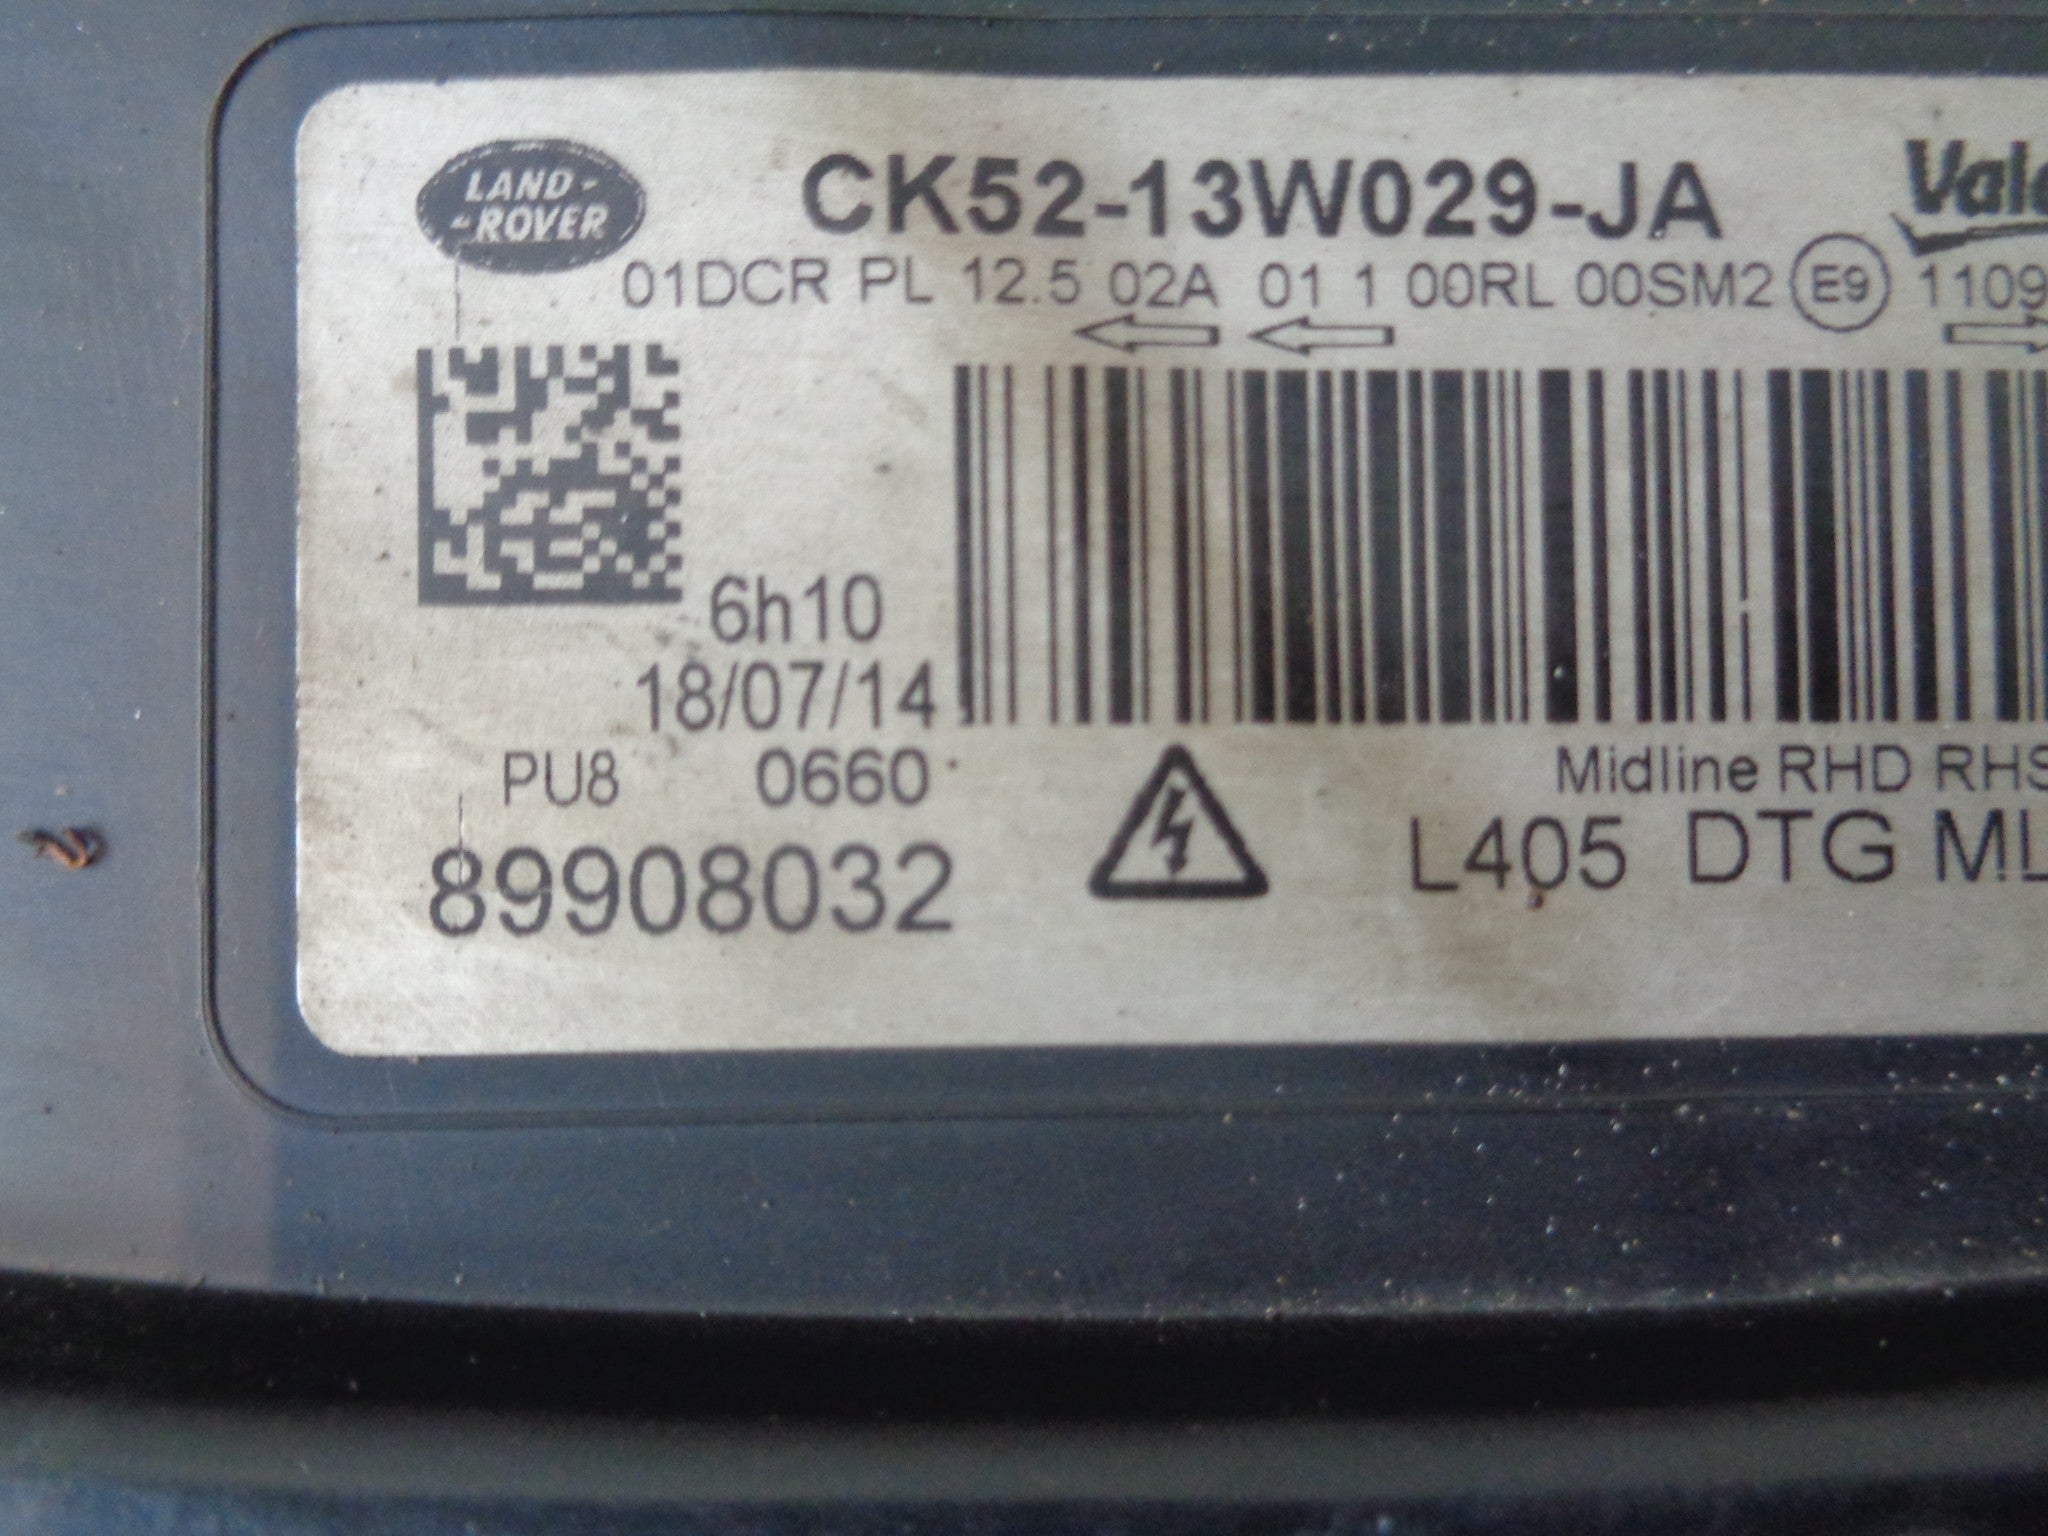 LAND-
-ROVER
CK52-13W029-JA
01DCR PL 12.5 02A 01 1 00RL 00SM2 E9
6h10
18/07/14
PU8 0660
Midline RHD
89908032
L405 DTG